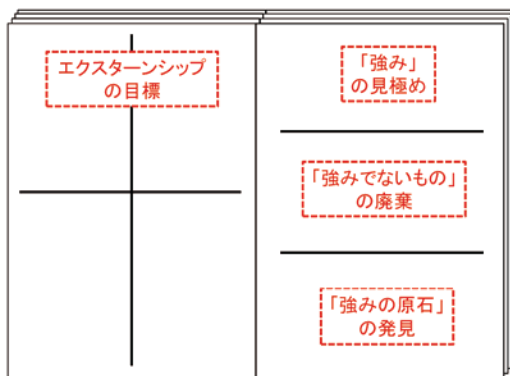 エクスターンシップ
の目標
「強み」
の見極め
「強みでないもの」
の廃棄
「強みの原石」
の発見